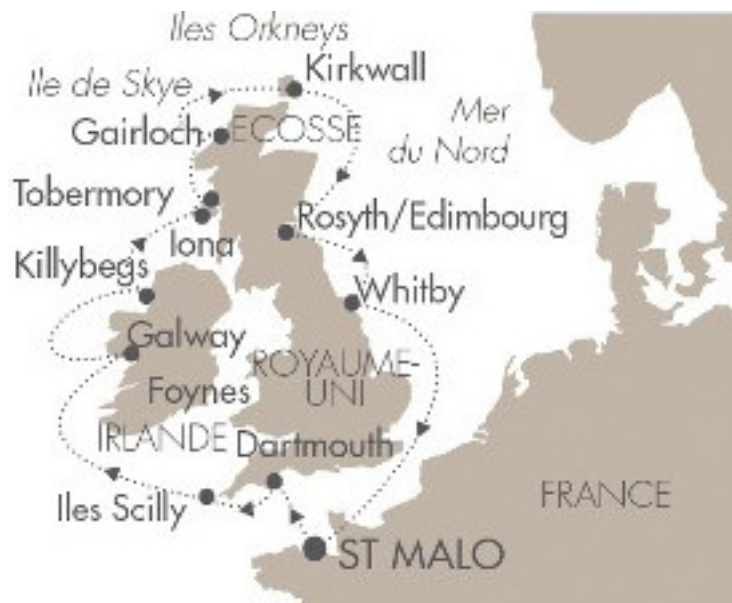 Iles Orkneys
Kirkwall
Ile de Skye
Mer
du Nord
Gairloch
ECOSSE
Tobermory
Rosyth/Edimbourg
Iona
Killybegs
Whitby
Galway
ROYAUME-
UNI
Foynes
IRLANDE
Dartmouth
Iles Scilly
FRANCE
ST MALO